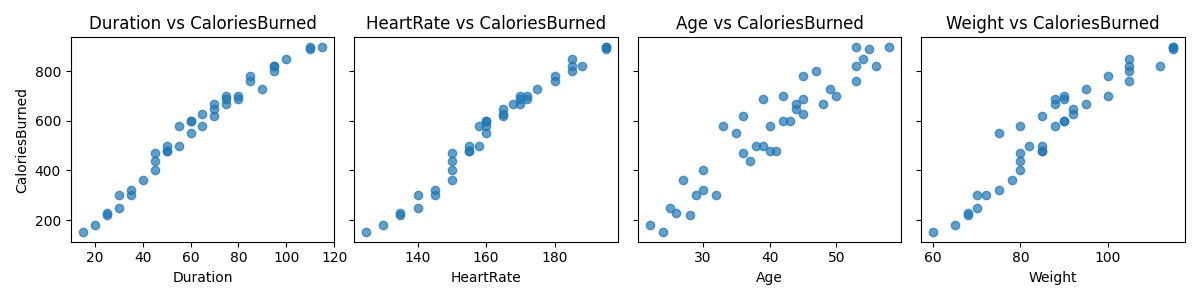 Duration vs CaloriesBurned
HeartRate vs CaloriesBurned
Age vs CaloriesBurned
Weight vs CaloriesBurned
CaloriesBurned
800
600
400
200
20 40 60 80 100 120
140 160 180
30 40 50
60 80 100
Duration
HeartRate
Age
Weight